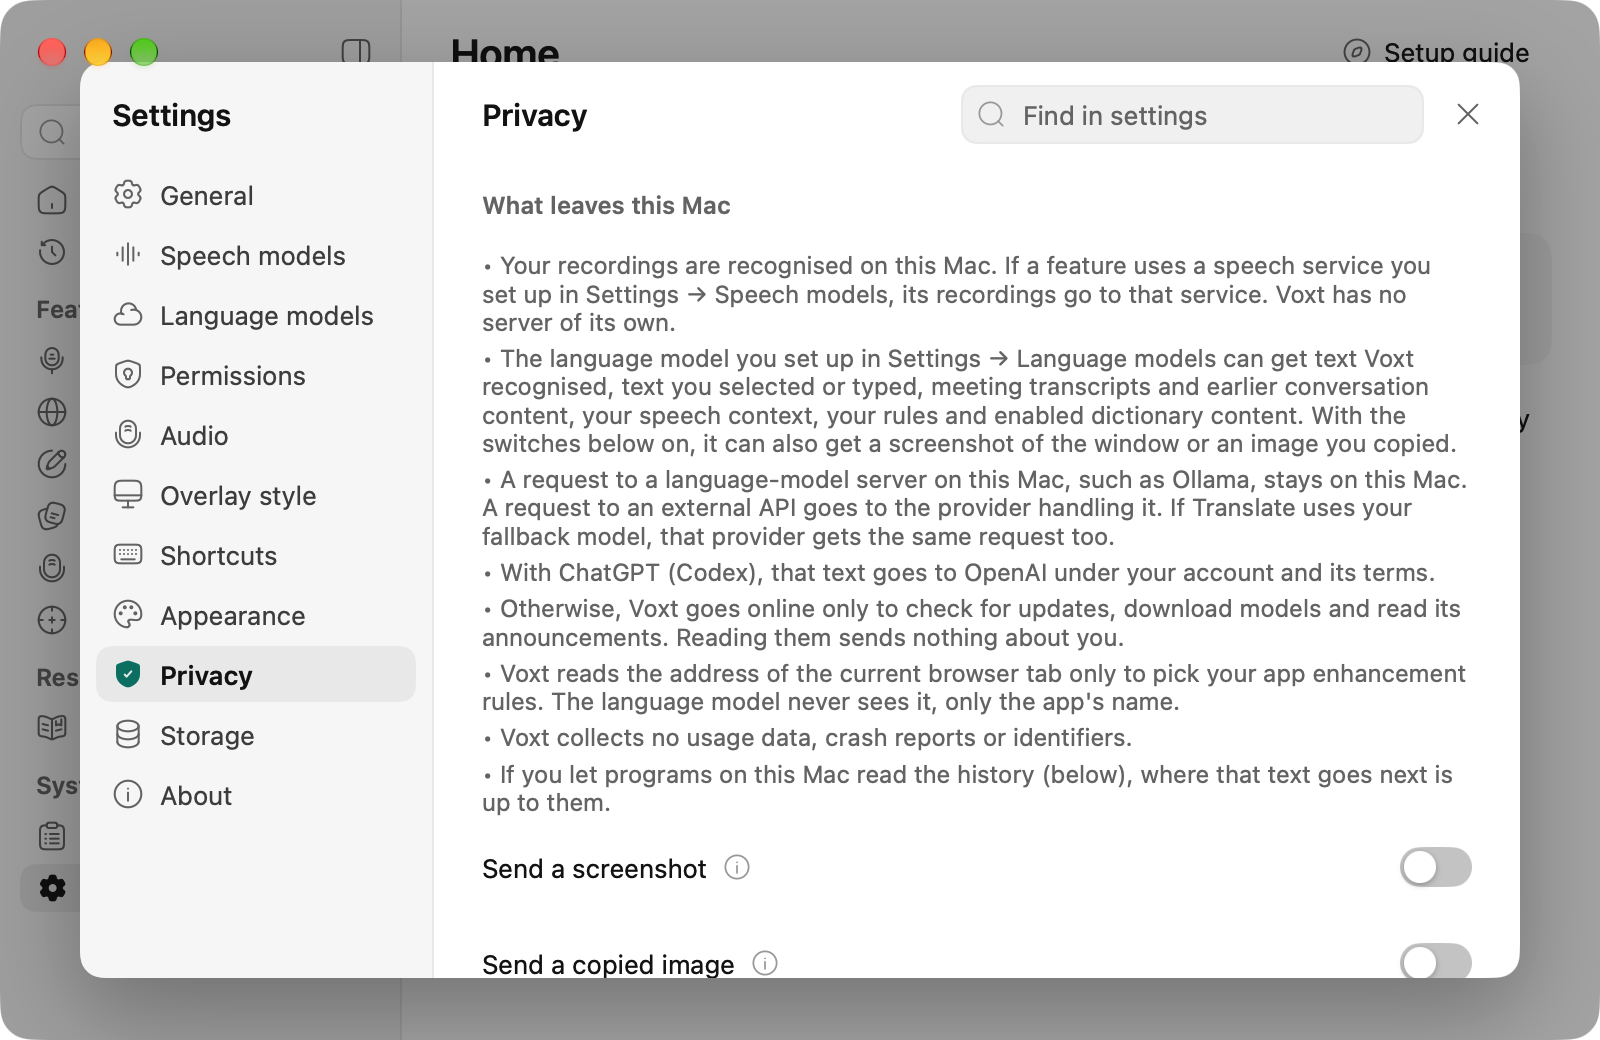 Home
Setup guide
Settings
Privacy
Find in settings
General
Speech models
Language models
Permissions
Audio
Overlay style
Shortcuts
Appearance
Privacy
Storage
About
What leaves this Mac
• Your recordings are recognised on this Mac. If a feature uses a speech service you
set up in Settings → Speech models, its recordings go to that service. Voxt has no
server of its own.
• The language model you set up in Settings → Language models can get text Voxt
recognised, text you selected or typed, meeting transcripts and earlier conversation
content, your speech context, your rules and enabled dictionary content. With the
switches below on, it can also get a screenshot of the window or an image you copied.
• A request to a language-model server on this Mac, such as Ollama, stays on this Mac.
A request to an external API goes to the provider handling it. If Translate uses your
fallback model, that provider gets the same request too.
• With ChatGPT (Codex), that text goes to OpenAI under your account and its terms.
• Otherwise, Voxt goes online only to check for updates, download models and read its
announcements. Reading them sends nothing about you.
• Voxt reads the address of the current browser tab only to pick your app enhancement
rules. The language model never sees it, only the app's name.
• Voxt collects no usage data, crash reports or identifiers.
• If you let programs on this Mac read the history (below), where that text goes next is
up to them.
Send a screenshot
Send a copied image